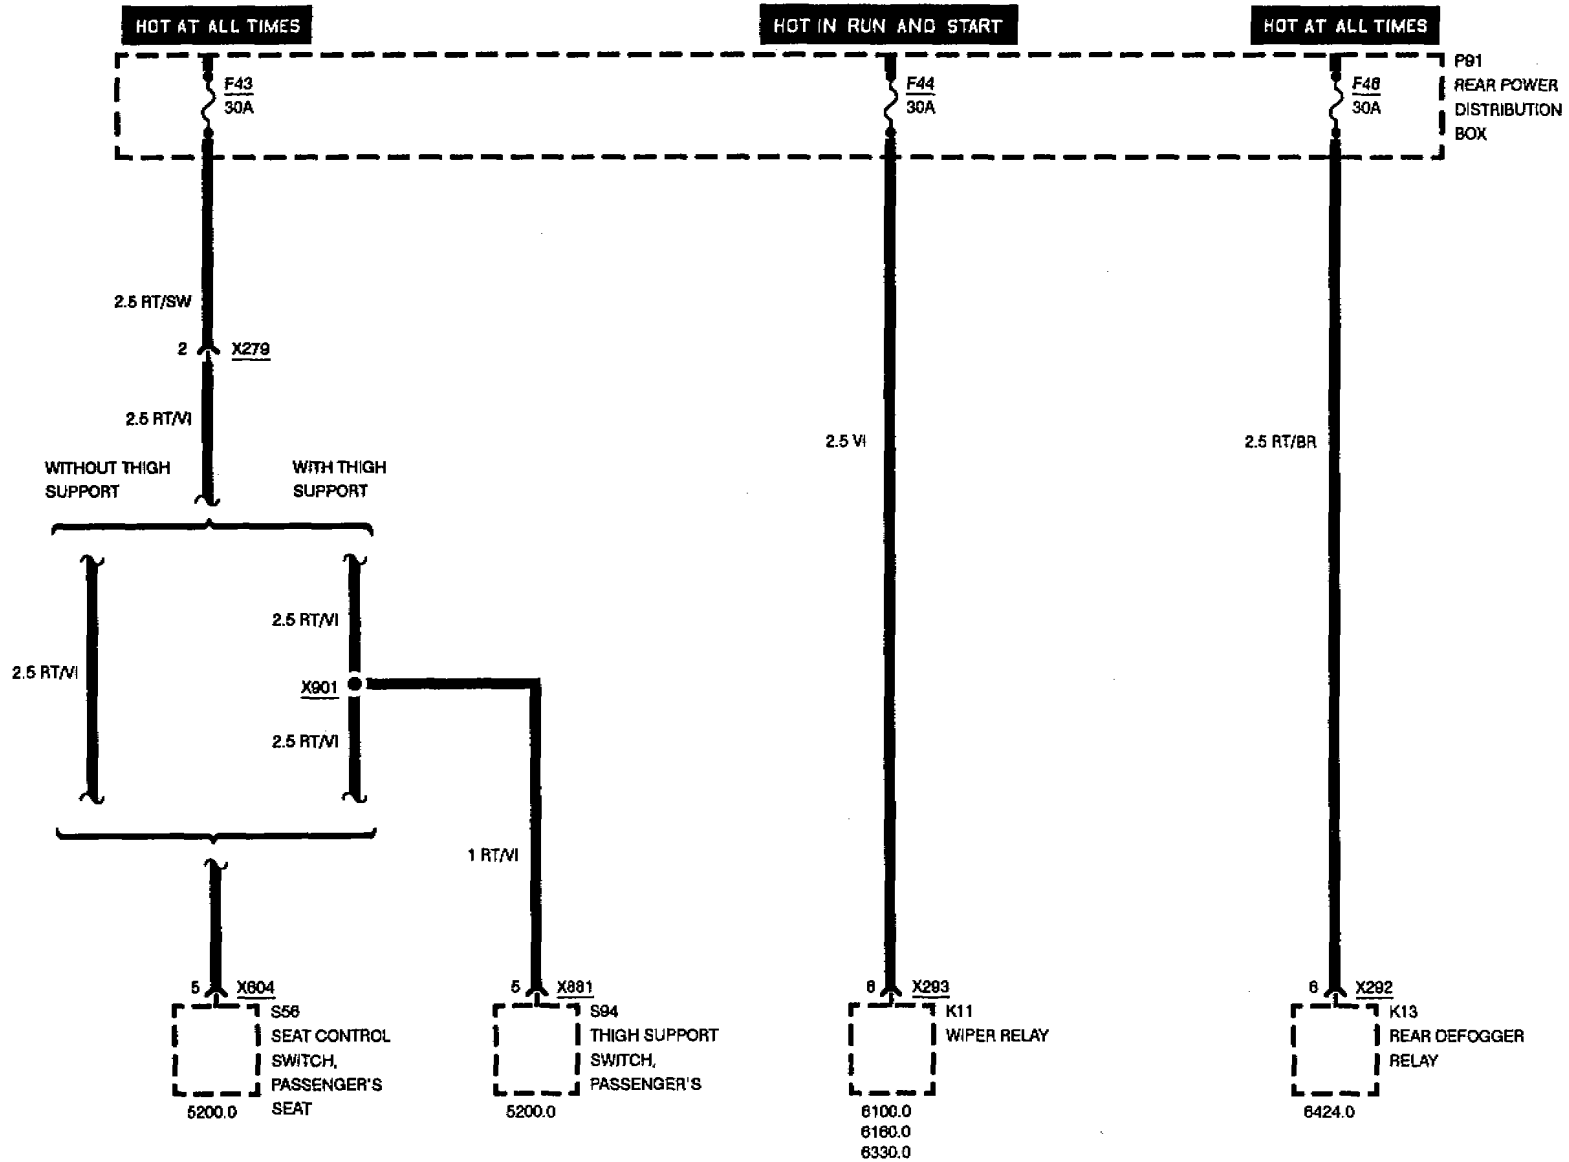 HOT AT ALL TIMES
HOT IN RUN AND START
HOT AT ALL TIMES
F43
30A
F44
30A
F46
30A
P91
REAR POWER
DISTRIBUTION
BOX
2.5 RT/SW
2
X279
2.5 RT/VI
2.5 VI
2.5 RT/BR
WITHOUT THIGH
SUPPORT
WITH THIGH
SUPPORT
2.5 RT/VI
2.5 RT/VI
X901
2.5 RT/VI
1 RT/VI
5
X604
S56
SEAT CONTROL
SWITCH,
PASSENGER'S
SEAT
5200.0
5
X881
S94
THIGH SUPPORT
SWITCH,
PASSENGER'S
5200.0
6
X293
K11
WIPER RELAY
6100.0
6160.0
6330.0
6
X292
K13
REAR DEFOGGER
RELAY
6424.0